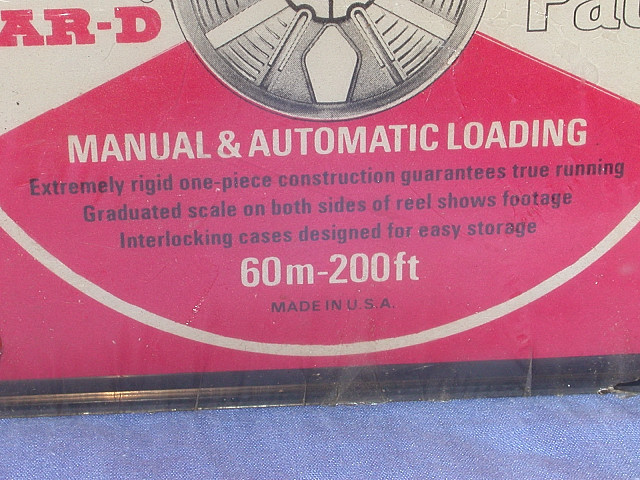 AR-D
MANUAL & AUTOMATIC LOADING
Extremely rigid one-piece construction guarantees true running
Graduated scale on both sides of reel shows footage
Interlocking cases designed for easy storage
60m-200ft
MADE IN U.S.A.